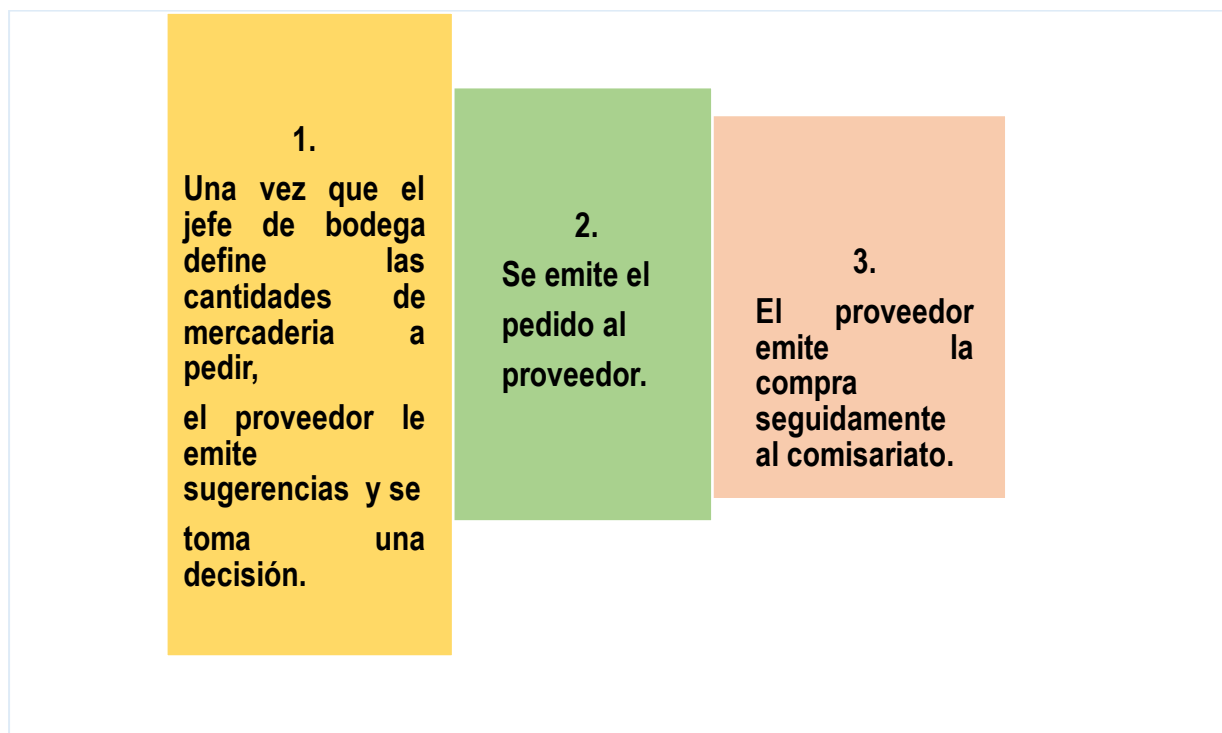 1.
Una vez que el
jefe de bodega
define las
cantidades de
mercaderia a
pedir,
el proveedor le
emite
sugerencias y se
toma una
decisión.
2.
Se emite el
pedido al
proveedor.
3.
El proveedor
emite la
compra
seguidamente
al comisariato.